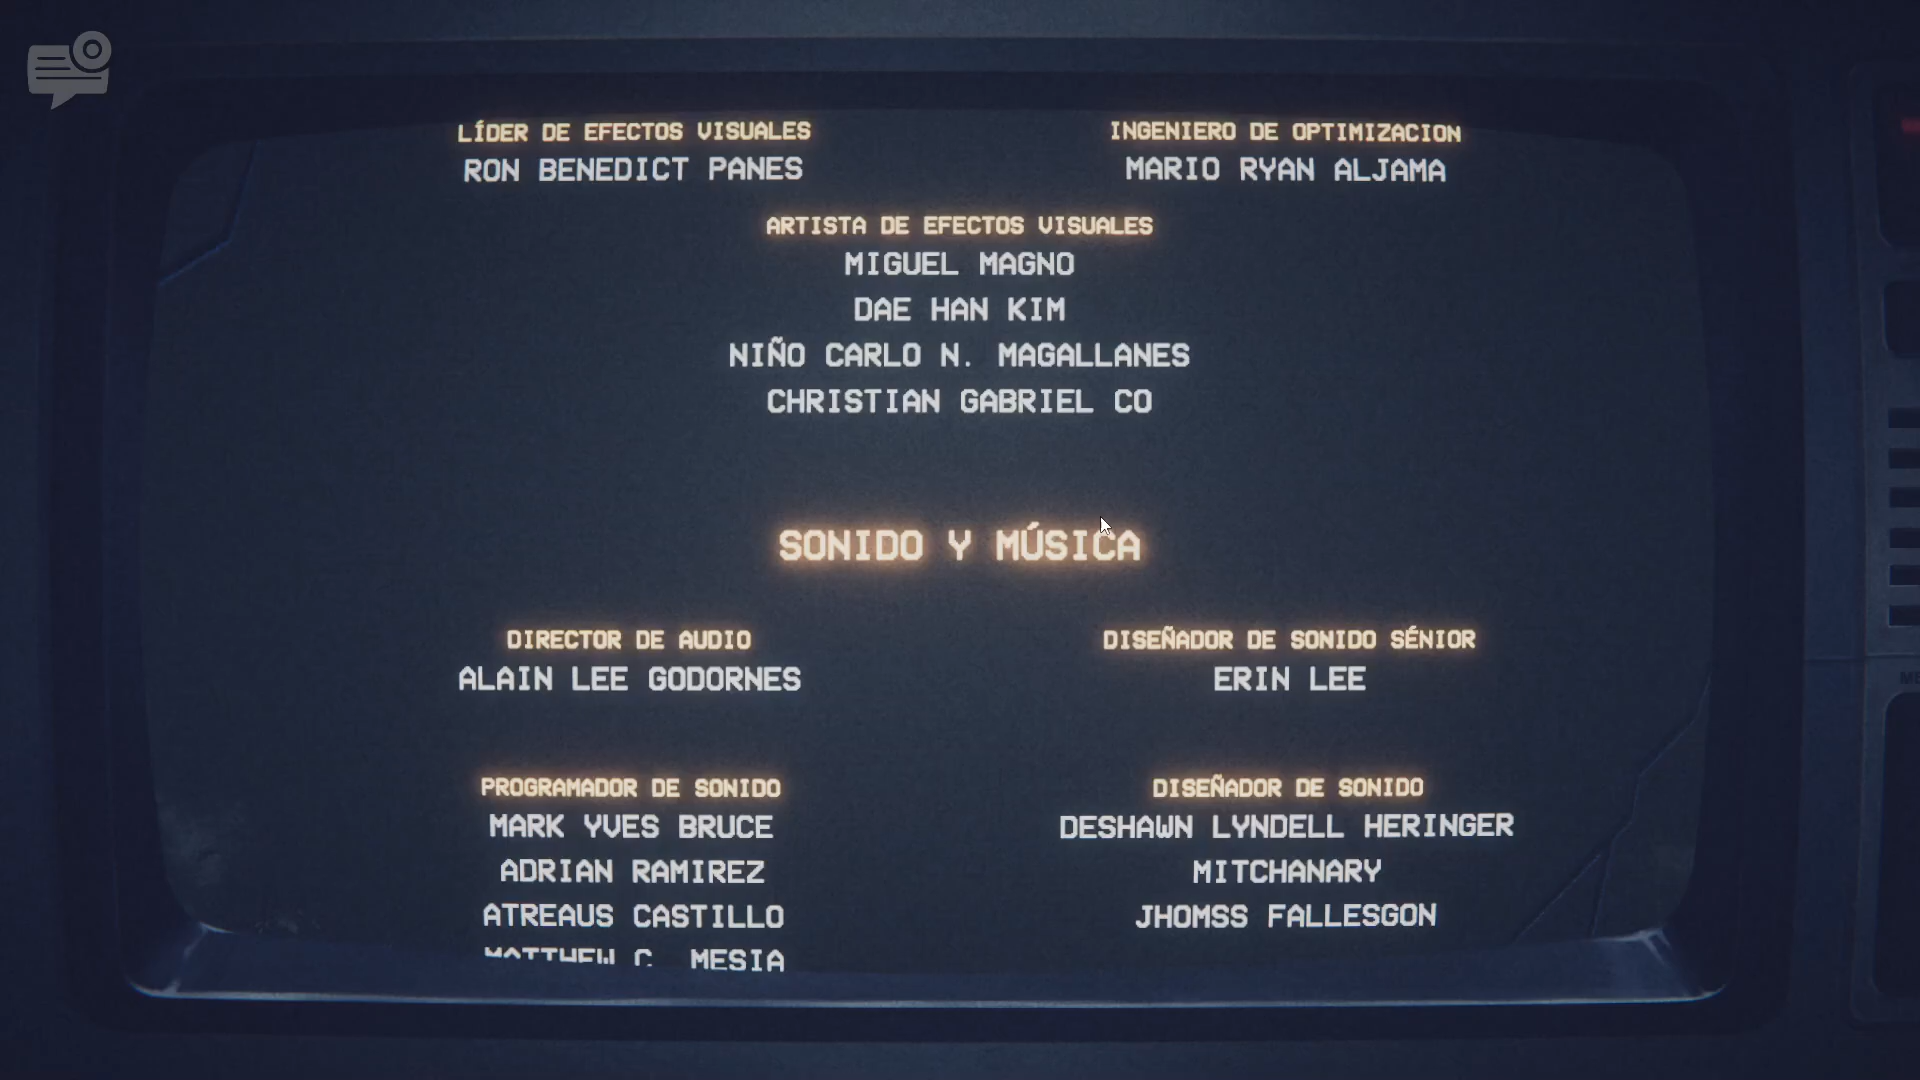 LÍDER DE EFECTOS VISUALES
RON BENEDICT PANES
INGENIERO DE OPTIMIZACION
MARIO RYAN ALJAMA
ARTISTA DE EFECTOS VISUALES
MIGUEL MAGNO
DAE HAN KIM
NIÑO CARLO N. MAGALLANES
CHRISTIAN GABRIEL CO
SONIDO Y MÚSICA
DIRECTOR DE AUDIO
ALAIN LEE GODORNES
DISEÑADOR DE SONIDO SÉNIOR
ERIN LEE
PROGRAMADOR DE SONIDO
MARK YVES BRUCE
ADRIAN RAMIREZ
ATREAUS CASTILLO
MATTHEW C. MESIA
DISEÑADOR DE SONIDO
DESHAWN LYNDELL HERINGER
MITCHANARY
JHOMSS FALLESGON